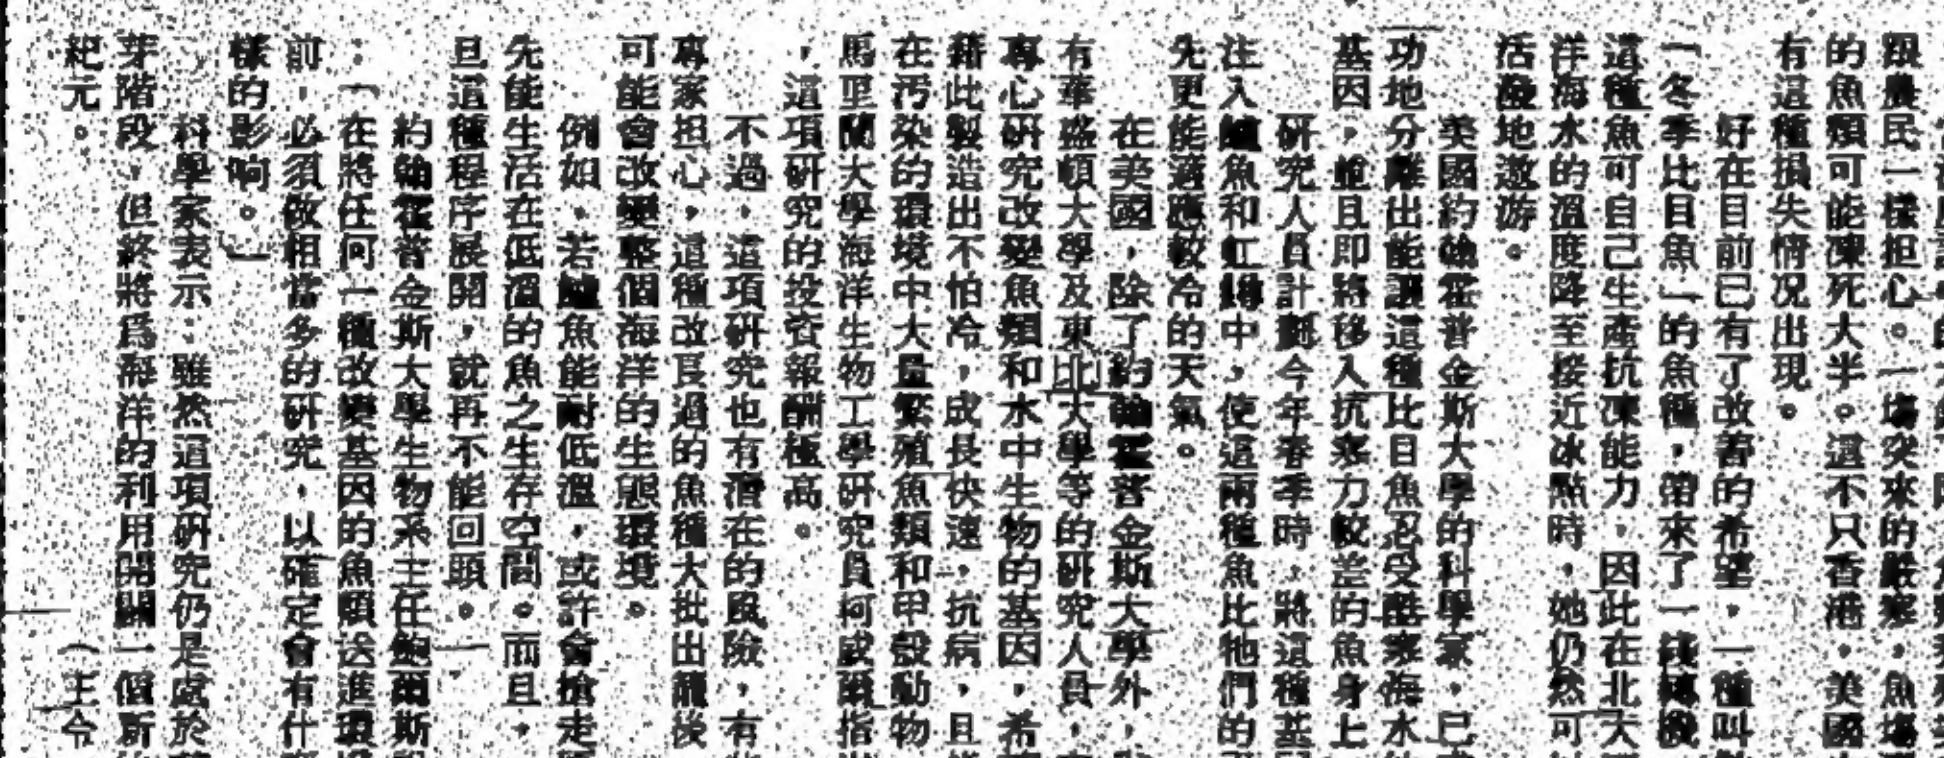 跟農民一樣担心。一塲突來的嚴寒，魚塲
的魚類可能凍死大半。這不只香港，美國
有這種損失情况出現。
好在目前已有了改善的希望，一種叫
「冬季比目魚」的魚種，帶來了一綫轉機
這種魚可自己生產抗凍能力，因此在北大
洋海水的溫度降至接近冰點時，她仍然可
活潑地遨游。
美國約翰霍普金斯大學的科學家，已
功地分離出能讓這種比目魚忍受酷寒海水
基因，並且即將移入抗寒力較差的魚身上
研究人員計劃今年春季時，將這種基
注入鱸魚和虹鱒中，使這兩種魚比牠們的
先更能適應較冷的天氣。
在美國，除了約翰霍普金斯大學外，
有華盛頓大學及東北大學等的研究人員，
專心研究改變魚類和水中生物的基因，希
藉此製造出不怕冷，成長快速，抗病，且
在汚染的環境中大量繁殖魚類和甲殼動物
馬里蘭大學海洋生物工學研究員柯威爾指
，這項研究的投資報酬極高。
不過，這項研究也有潛在的風險，有
專家担心，這種改良過的魚種大批出籠後
可能會改變整個海洋的生態環境。
例如，若鱸魚能耐低溫，或許會搶走
先能生活在低溫的魚之生存空間。而且，
旦這種程序展開，就再不能回頭。
約翰霍普金斯大學生物系主任鮑爾斯
：「在將任何一種改變基因的魚類送進環
前，必須做相當多的研究，以確定會有什
樣的影响。」
科學家表示：雖然這項研究仍是處於
芽階段，但終將爲海洋的利用開闢一個新
紀元。（王令